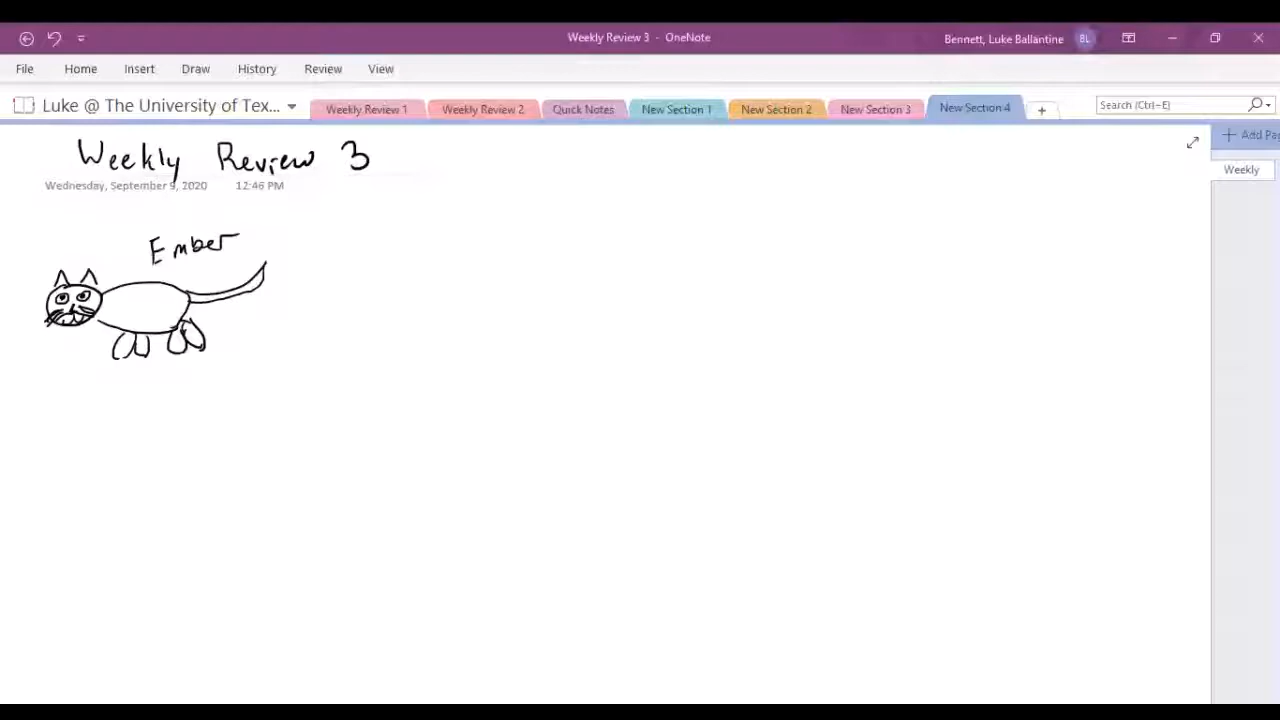 Weekly Review 3 - OneNote
Bennett, Luke Ballantine BL
File Home Insert Draw History Review View
Luke @ The University of Tex... Weekly Review 1 Weekly Review 2 Quick Notes New Section 1 New Section 2 New Section 3 New Section 4 + Search (Ctrl+E)
+ Add Pag
Weekly Review 3
Weekly
Wednesday, September 9, 2020 12:46 PM
Ember